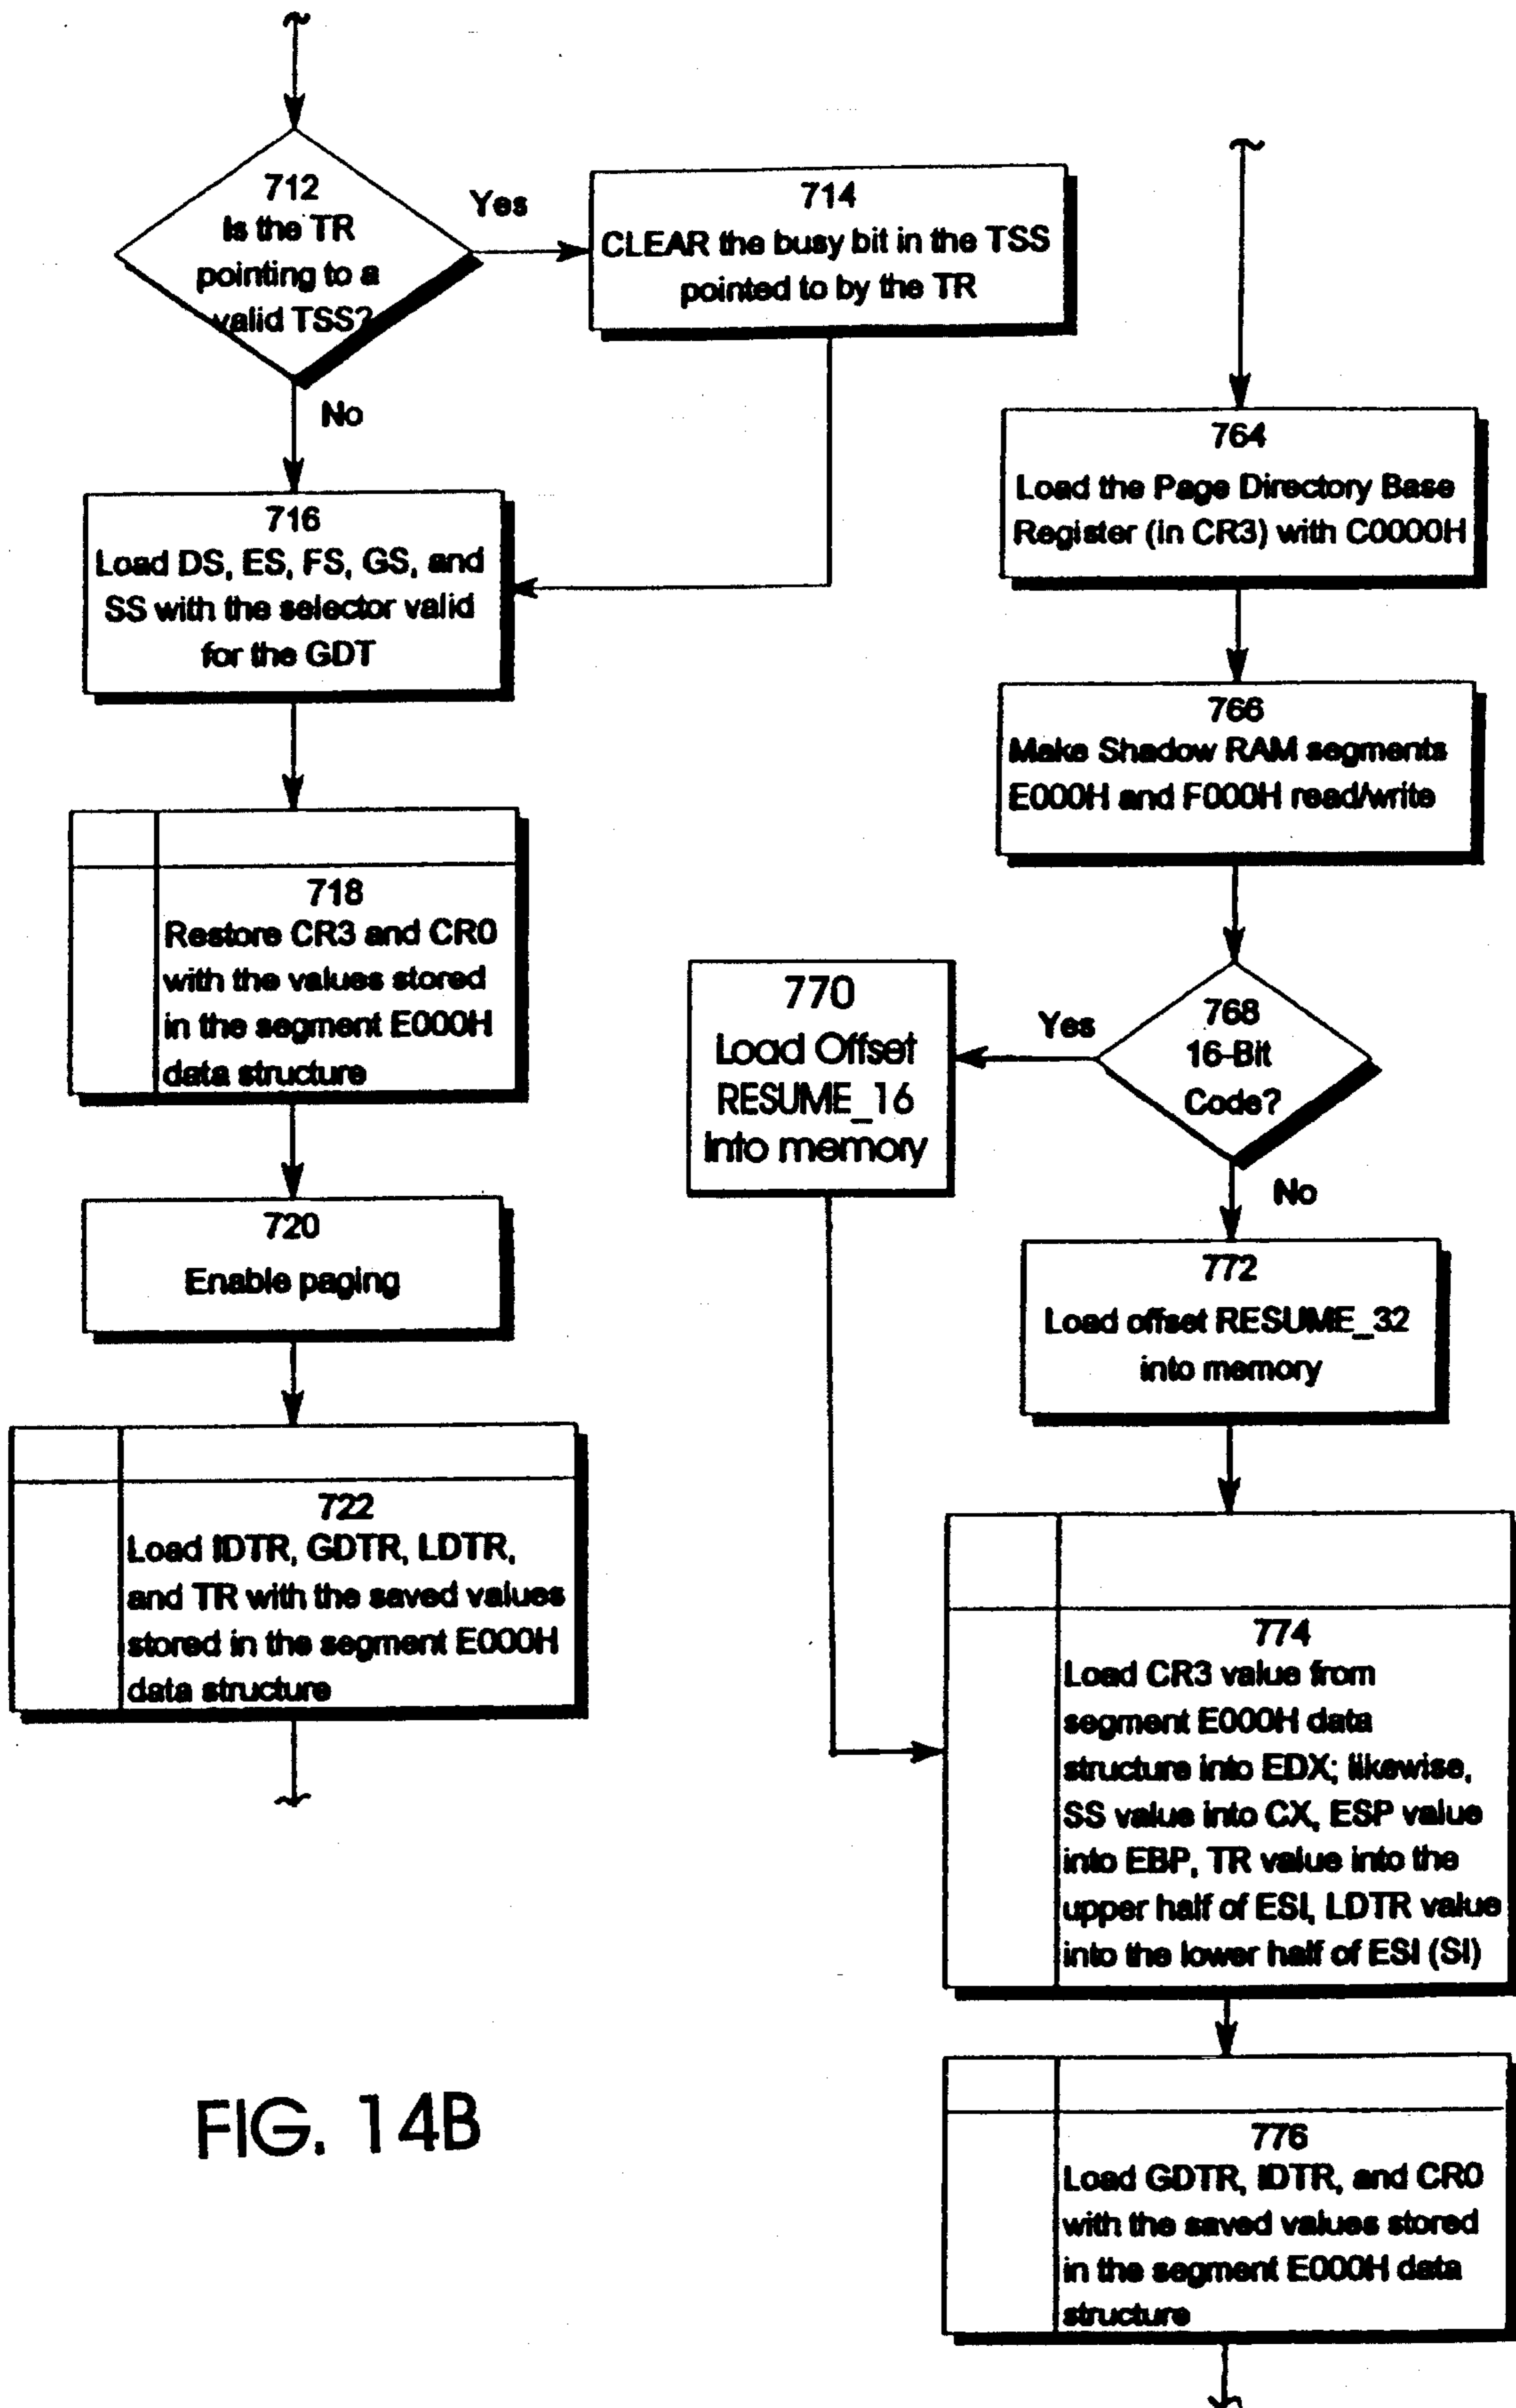 712
Is the TR
pointing to a
valid TSS?
Yes
No
714
CLEAR the busy bit in the TSS
pointed to by the TR
716
Load DS, ES, FS, GS, and
SS with the selector valid
for the GDT
718
Restore CR3 and CR0
with the values stored
in the segment E000H
data structure
720
Enable paging
722
Load IDTR, GDTR, LDTR,
and TR with the saved values
stored in the segment E000H
data structure
764
Load the Page Directory Base
Register (in CR3) with C0000H
766
Make Shadow RAM segments
E000H and F000H read/write
768
16-Bit
Code?
Yes
No
770
Load Offset
RESUME_16
Into memory
772
Load offset RESUME_32
into memory
774
Load CR3 value from
segment E000H data
structure into EDX; likewise,
SS value into CX, ESP value
into EBP, TR value into the
upper half of ESI, LDTR value
into the lower half of ESI (SI)
776
Load GDTR, IDTR, and CR0
with the saved values stored
in the segment E000H data
structure
FIG. 14B